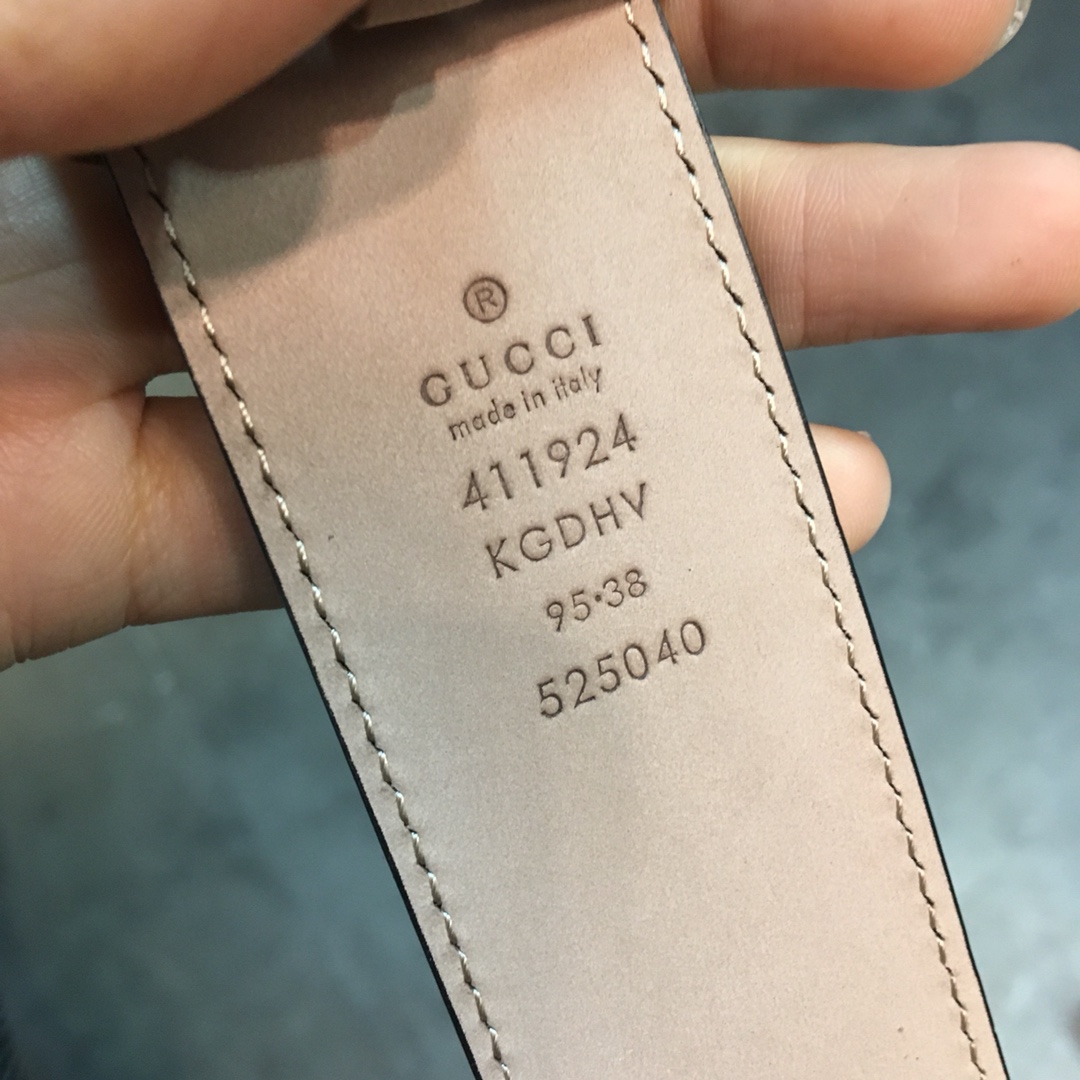 ®
GUCCI
made in italy
411924
KGDHV
95·38
525040